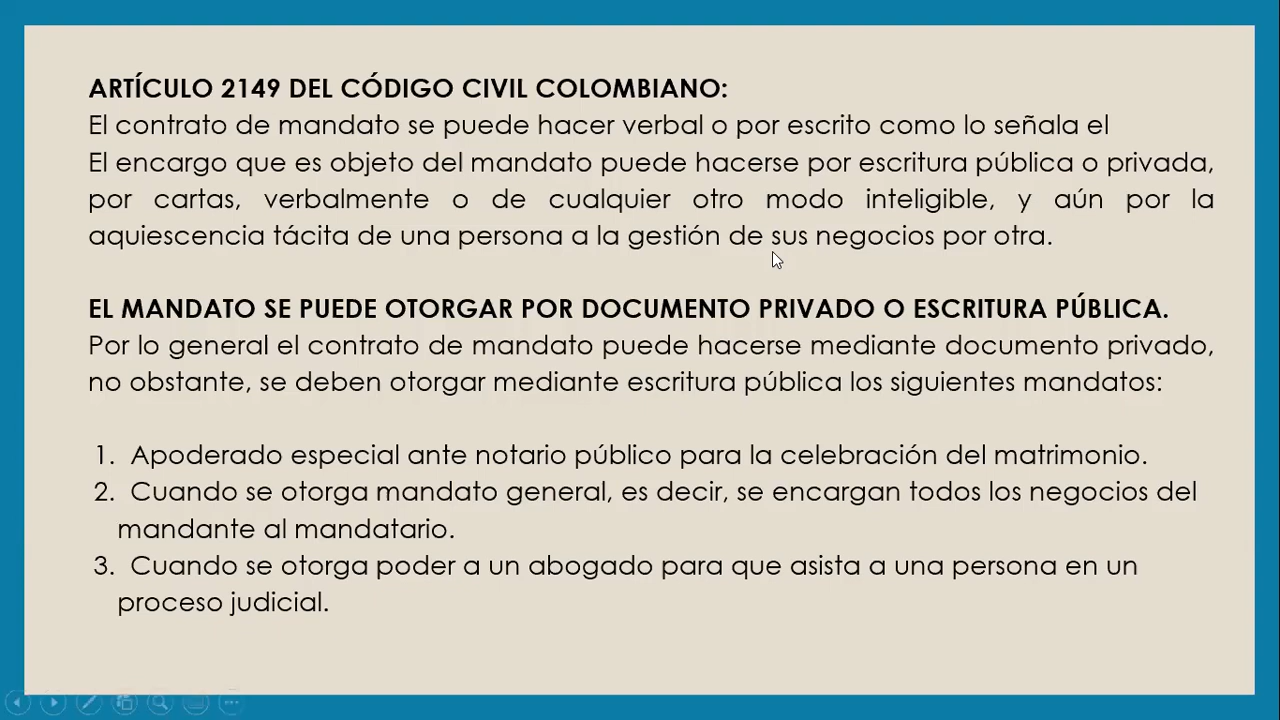 ARTÍCULO 2149 DEL CÓDIGO CIVIL COLOMBIANO:
El contrato de mandato se puede hacer verbal o por escrito como lo señala el
El encargo que es objeto del mandato puede hacerse por escritura pública o privada,
por cartas, verbalmente o de cualquier otro modo inteligible, y aún por la
aquiescencia tácita de una persona a la gestión de sus negocios por otra.
EL MANDATO SE PUEDE OTORGAR POR DOCUMENTO PRIVADO O ESCRITURA PÚBLICA.
Por lo general el contrato de mandato puede hacerse mediante documento privado,
no obstante, se deben otorgar mediante escritura pública los siguientes mandatos:
1. Apoderado especial ante notario público para la celebración del matrimonio.
2. Cuando se otorga mandato general, es decir, se encargan todos los negocios del
mandante al mandatario.
3. Cuando se otorga poder a un abogado para que asista a una persona en un
proceso judicial.